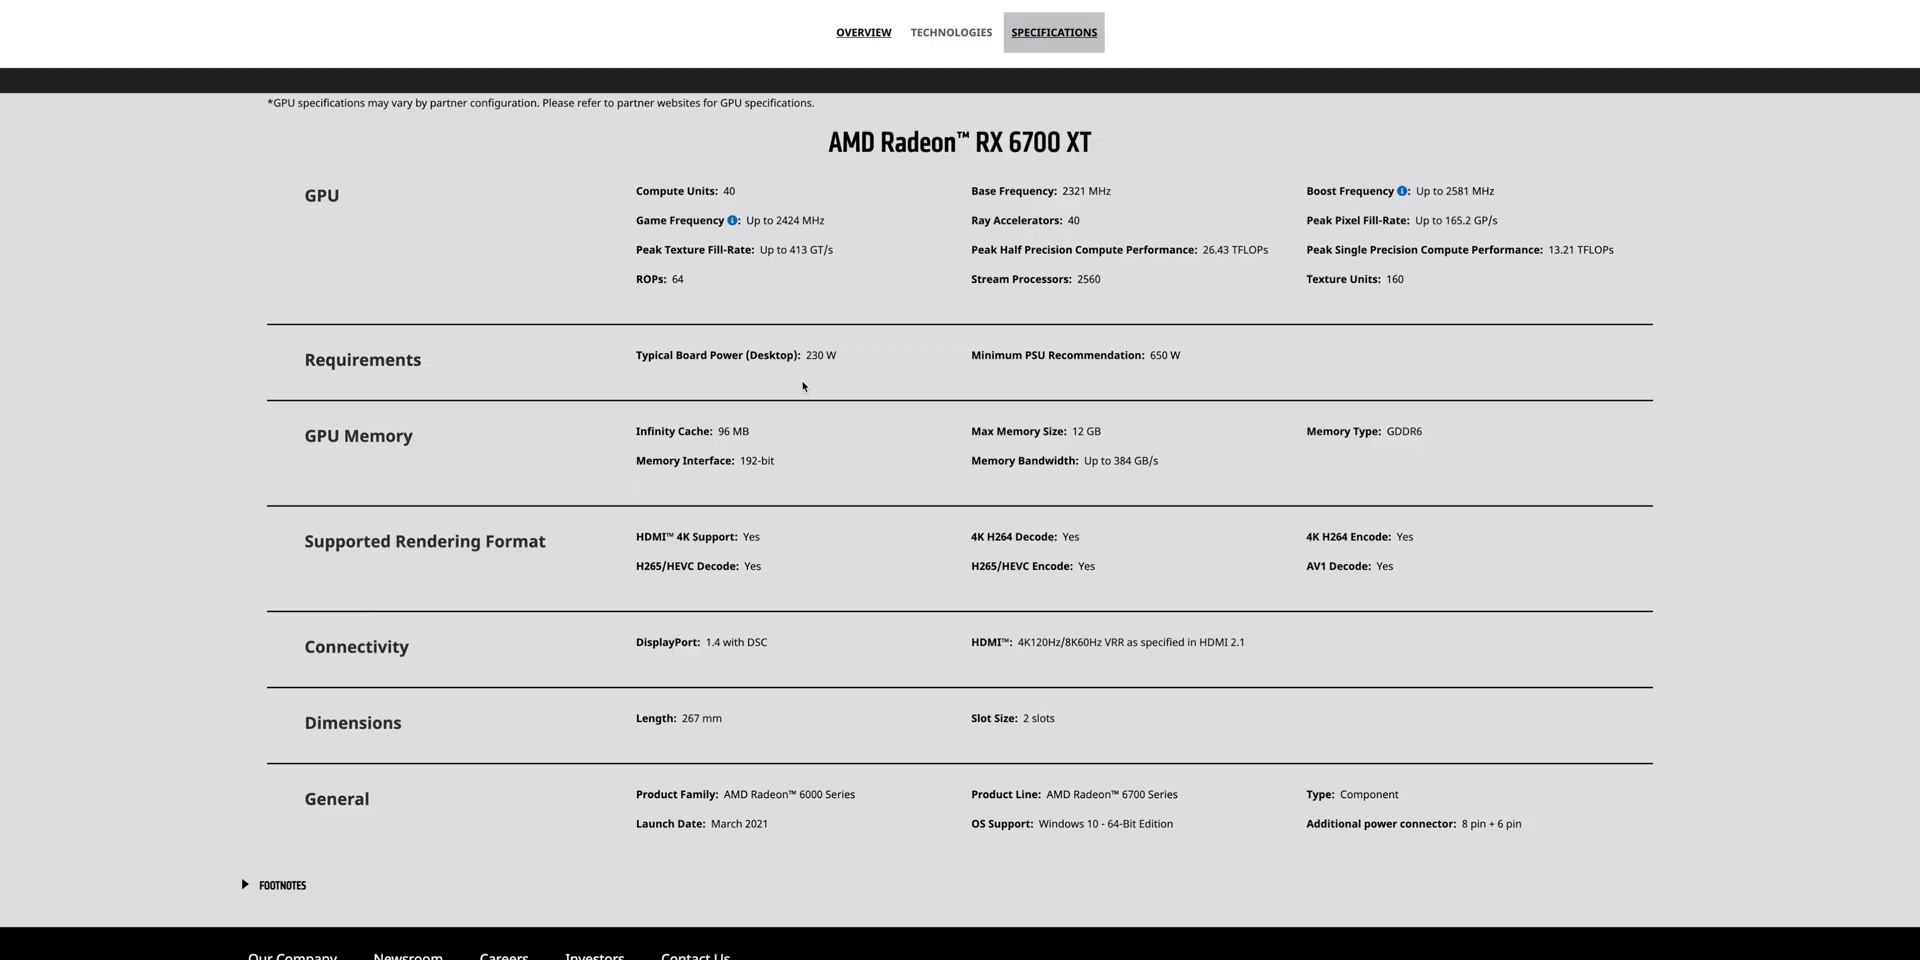 OVERVIEW TECHNOLOGIES SPECIFICATIONS
*GPU specifications may vary by partner configuration. Please refer to partner websites for GPU specifications.
AMD Radeon™ RX 6700 XT
GPU
Compute Units: 40 Base Frequency: 2321 MHz Boost Frequency: Up to 2581 MHz
Game Frequency: Up to 2424 MHz Ray Accelerators: 40 Peak Pixel Fill-Rate: Up to 165.2 GP/s
Peak Texture Fill-Rate: Up to 413 GT/s Peak Half Precision Compute Performance: 26.43 TFLOPs Peak Single Precision Compute Performance: 13.21 TFLOPs
ROPs: 64 Stream Processors: 2560 Texture Units: 160
Requirements
Typical Board Power (Desktop): 230 W Minimum PSU Recommendation: 650 W
GPU Memory
Infinity Cache: 96 MB Max Memory Size: 12 GB Memory Type: GDDR6
Memory Interface: 192-bit Memory Bandwidth: Up to 384 GB/s
Supported Rendering Format
HDMI™ 4K Support: Yes 4K H264 Decode: Yes 4K H264 Encode: Yes
H265/HEVC Decode: Yes H265/HEVC Encode: Yes AV1 Decode: Yes
Connectivity
DisplayPort: 1.4 with DSC HDMI™: 4K120Hz/8K60Hz VRR as specified in HDMI 2.1
Dimensions
Length: 267 mm Slot Size: 2 slots
General
Product Family: AMD Radeon™ 6000 Series Product Line: AMD Radeon™ 6700 Series Type: Component
Launch Date: March 2021 OS Support: Windows 10 - 64-Bit Edition Additional power connector: 8 pin + 6 pin
FOOTNOTES
Our Company Newsroom Careers Investors Contact Us